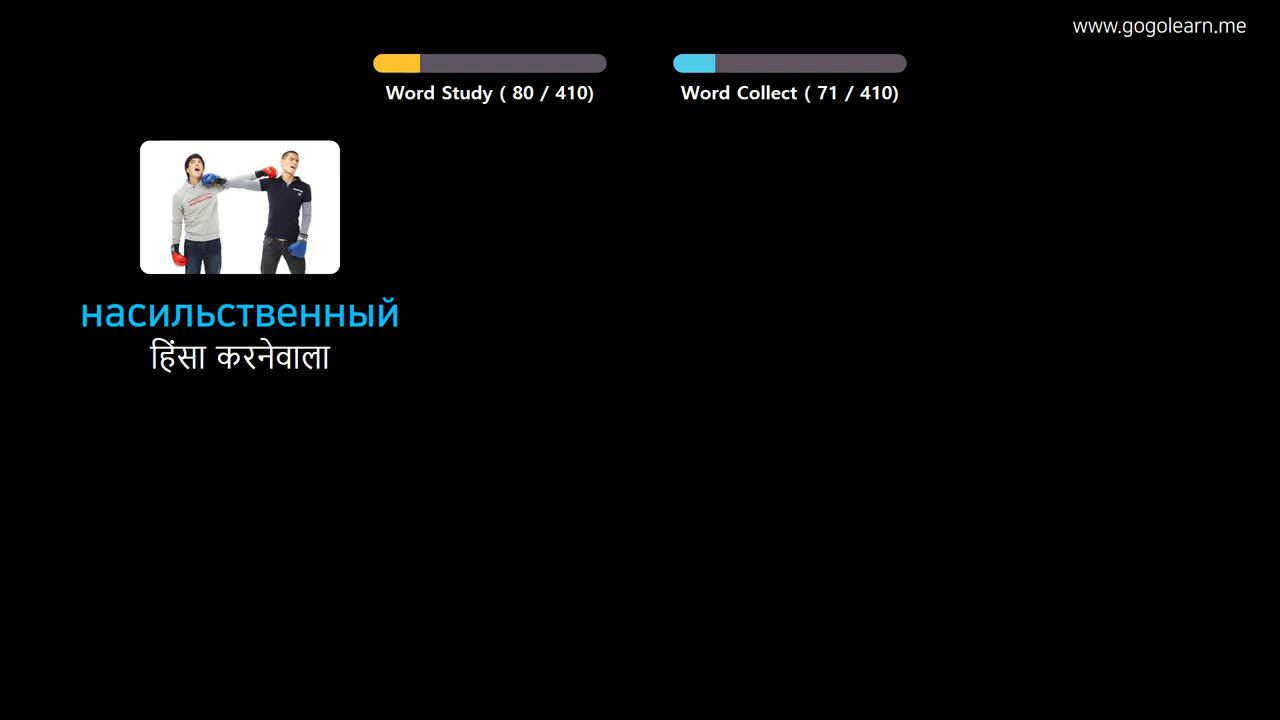 www.gogolearn.me
Word Study ( 80 / 410)
Word Collect ( 71 / 410)
насильственный
हिंसा करनेवाला